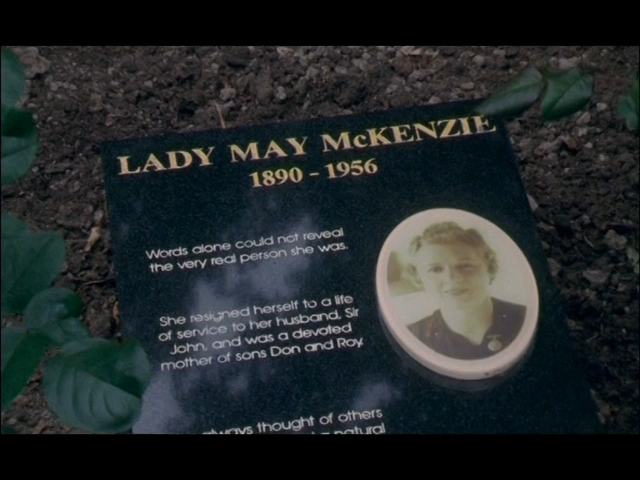 LADY MAY McKENZIE
1890 - 1956
Words alone could not reveal
the very real person she was.
She resigned herself to a life
of service to her husband, Sir
John, and was a devoted
mother of sons Don and Roy.
always thought of others
natural